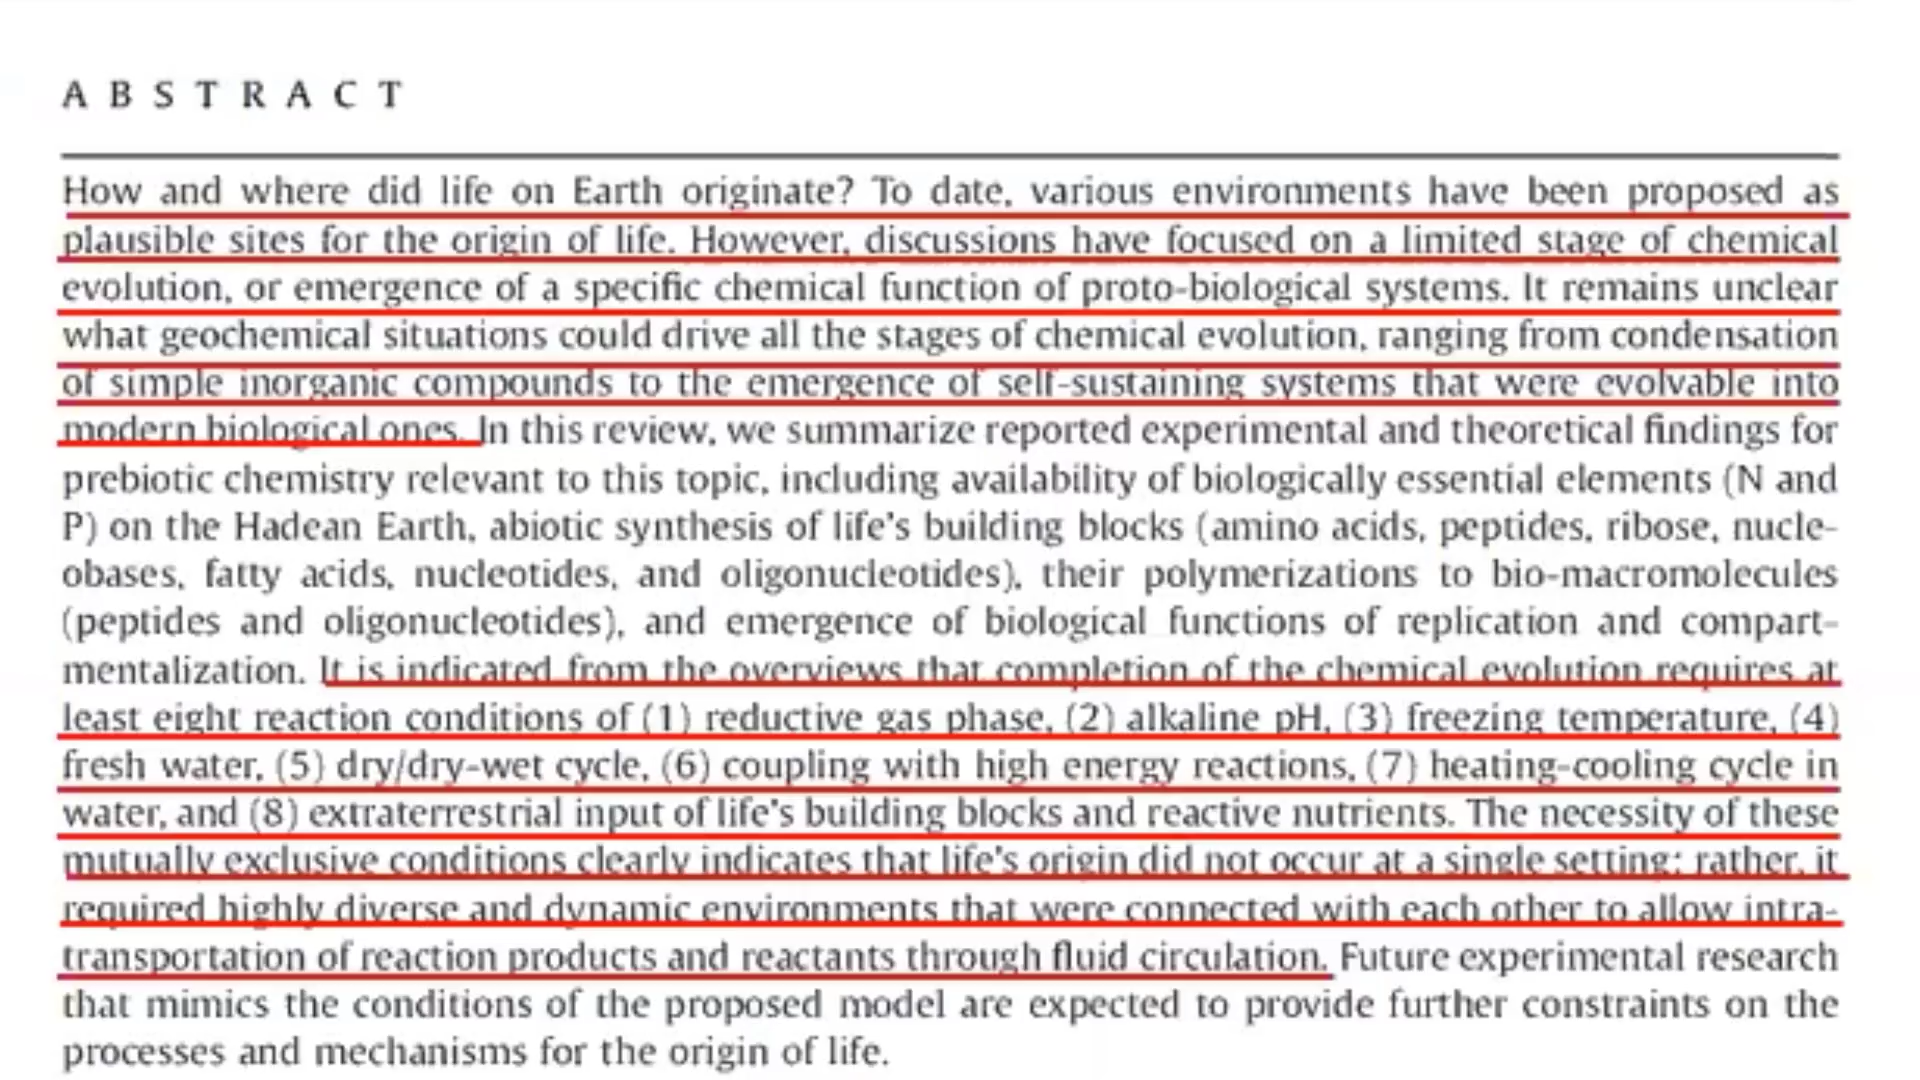 A B S T R A C T
How and where did life on Earth originate? To date, various environments have been proposed as
plausible sites for the origin of life. However, discussions have focused on a limited stage of chemical
evolution, or emergence of a specific chemical function of proto-biological systems. It remains unclear
what geochemical situations could drive all the stages of chemical evolution, ranging from condensation
of simple inorganic compounds to the emergence of self-sustaining systems that were evolvable into
modern biological ones. In this review, we summarize reported experimental and theoretical findings for
prebiotic chemistry relevant to this topic, including availability of biologically essential elements (N and
P) on the Hadean Earth, abiotic synthesis of life's building blocks (amino acids, peptides, ribose, nucle-
obases, fatty acids, nucleotides, and oligonucleotides), their polymerizations to bio-macromolecules
(peptides and oligonucleotides), and emergence of biological functions of replication and compart-
mentalization. It is indicated from the overviews that completion of the chemical evolution requires at
least eight reaction conditions of (1) reductive gas phase, (2) alkaline pH, (3) freezing temperature, (4)
fresh water, (5) dry/dry-wet cycle, (6) coupling with high energy reactions, (7) heating-cooling cycle in
water, and (8) extraterrestrial input of life's building blocks and reactive nutrients. The necessity of these
mutually exclusive conditions clearly indicates that life's origin did not occur at a single setting; rather, it
required highly diverse and dynamic environments that were connected with each other to allow intra-
transportation of reaction products and reactants through fluid circulation. Future experimental research
that mimics the conditions of the proposed model are expected to provide further constraints on the
processes and mechanisms for the origin of life.